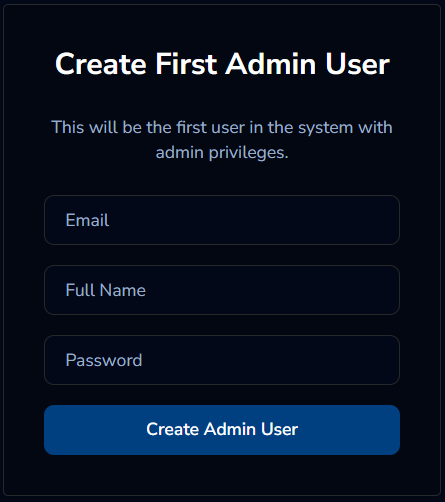 Create First Admin User
This will be the first user in the system with
admin privileges.
Email
Full Name
Password
Create Admin User